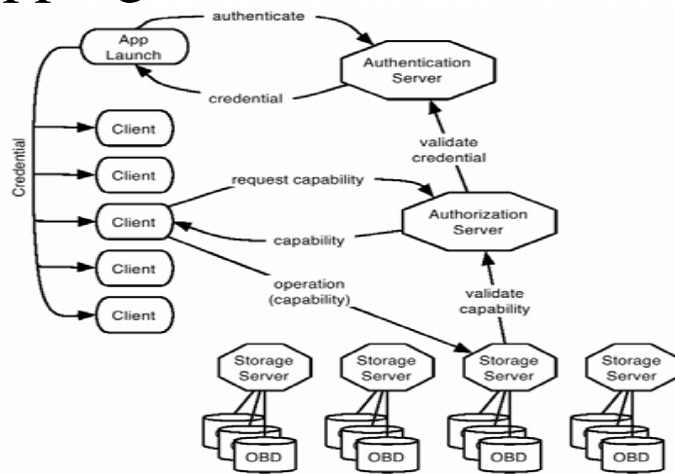 authenticate
App
Launch
Authentication
Server
credential
Credential
Client
validate
credential
Client
request capability
Client
Authorization
Server
capability
Client
operation
(capability)
validate
capability
Client
Storage
Server
Storage
Server
Storage
Server
Storage
Server
OBD
OBD
OBD
OBD